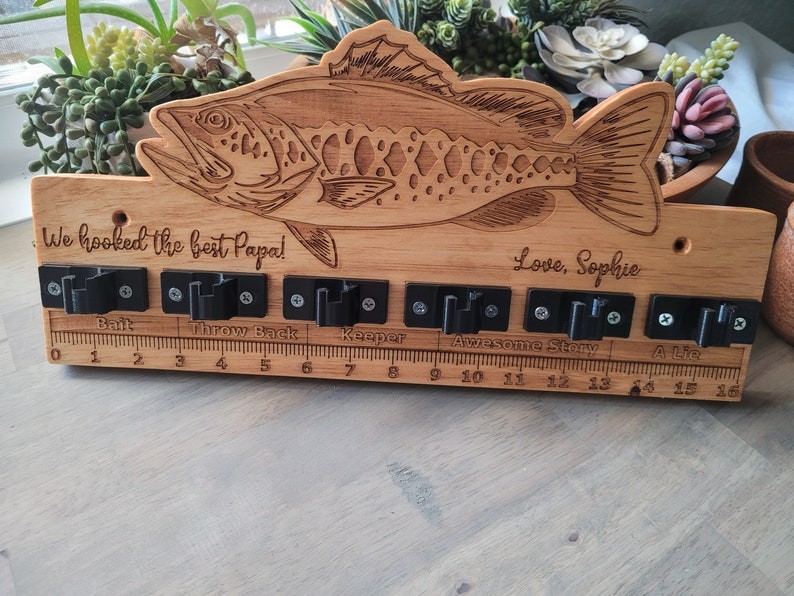 We hooked the best Papa!
Love, Sophie
Bait Throw Back Keeper Awesome Story A Lie
0 1 2 3 4 5 6 7 8 9 10 11 12 13 14 15 16